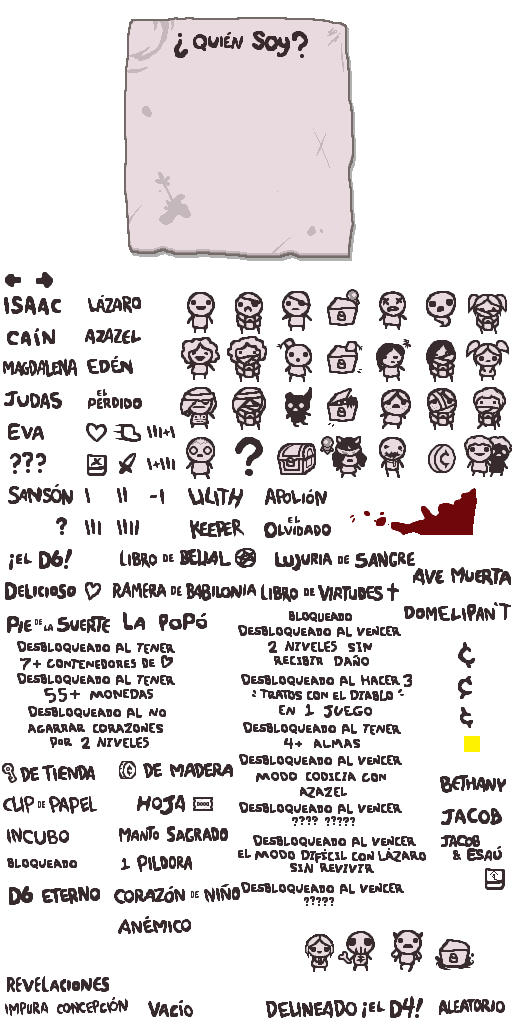 ¿QUIÉN SOY?
ISAAC LÁZARO
CAÍN AZAZEL
MAGDALENA EDÉN
JUDAS EL PERDIDO
EVA
???
SANSÓN LILITH APOLIÓN
? KEEPER EL OLVIDADO
¡EL D6! LIBRO DE BELIAL LUJURIA DE SANGRE
AVE MUERTA
DELICIOSO RAMERA DE BABILONIA LIBRO DE VIRTUDES
DOMELIPAN'T
PIE DE LA SUERTE LA POPÓ
BLOQUEADO
DESBLOQUEADO AL VENCER
2 NIVELES SIN
RECIBIR DAÑO
DESBLOQUEADO AL TENER
7+ CONTENEDORES DE
DESBLOQUEADO AL TENER
55+ MONEDAS
DESBLOQUEADO AL NO
AGARRAR CORAZONES
POR 2 NIVELES
DESBLOQUEADO AL HACER 3
TRATOS CON EL DIABLO
EN 1 JUEGO
DESBLOQUEADO AL TENER
4+ ALMAS
DESBLOQUEADO AL VENCER
MODO CODICIA CON
AZAZEL
DESBLOQUEADO AL VENCER
???? ?????
DESBLOQUEADO AL VENCER
EL MODO DIFÍCIL CON LÁZARO
SIN REVIVIR
DESBLOQUEADO AL VENCER
?????
DE TIENDA DE MADERA
CLIP DE PAPEL HOJA
INCUBO MANTO SAGRADO
BLOQUEADO 1 PILDORA
D6 ETERNO CORAZÓN DE NIÑO
ANÉMICO
BETHANY
JACOB
JACOB
& ESAÚ
REVELACIONES
IMPURA CONCEPCIÓN VACÍO DELINEADO ¡EL D4! ALEATORIO